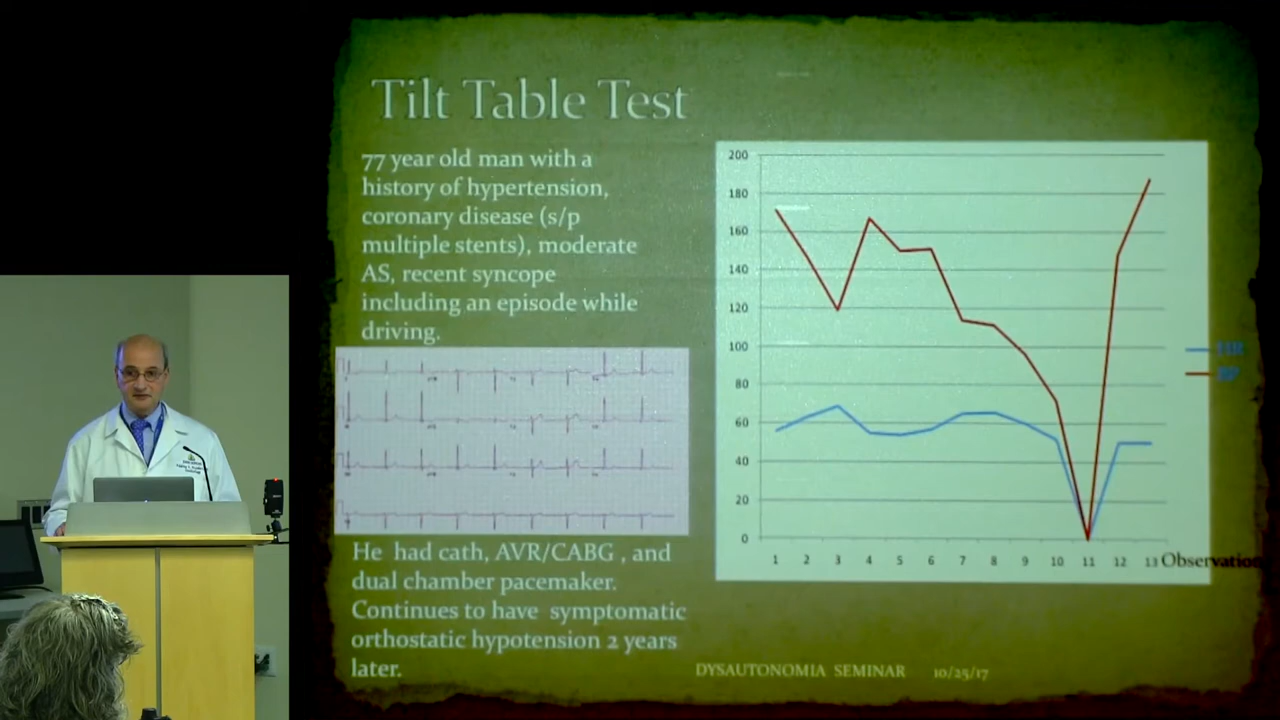 Tilt Table Test
77 year old man with a
history of hypertension,
coronary disease (s/p
multiple stents), moderate
AS, recent syncope
including an episode while
driving.
He had cath, AVR/CABG , and
dual chamber pacemaker.
Continues to have symptomatic
orthostatic hypotension 2 years
later.
200
180
160
140
120
100
80
60
40
20
0
1 2 3 4 5 6 7 8 9 10 11 12 13 Observation
HR
BP
DYSAUTONOMIA SEMINAR 10/25/17